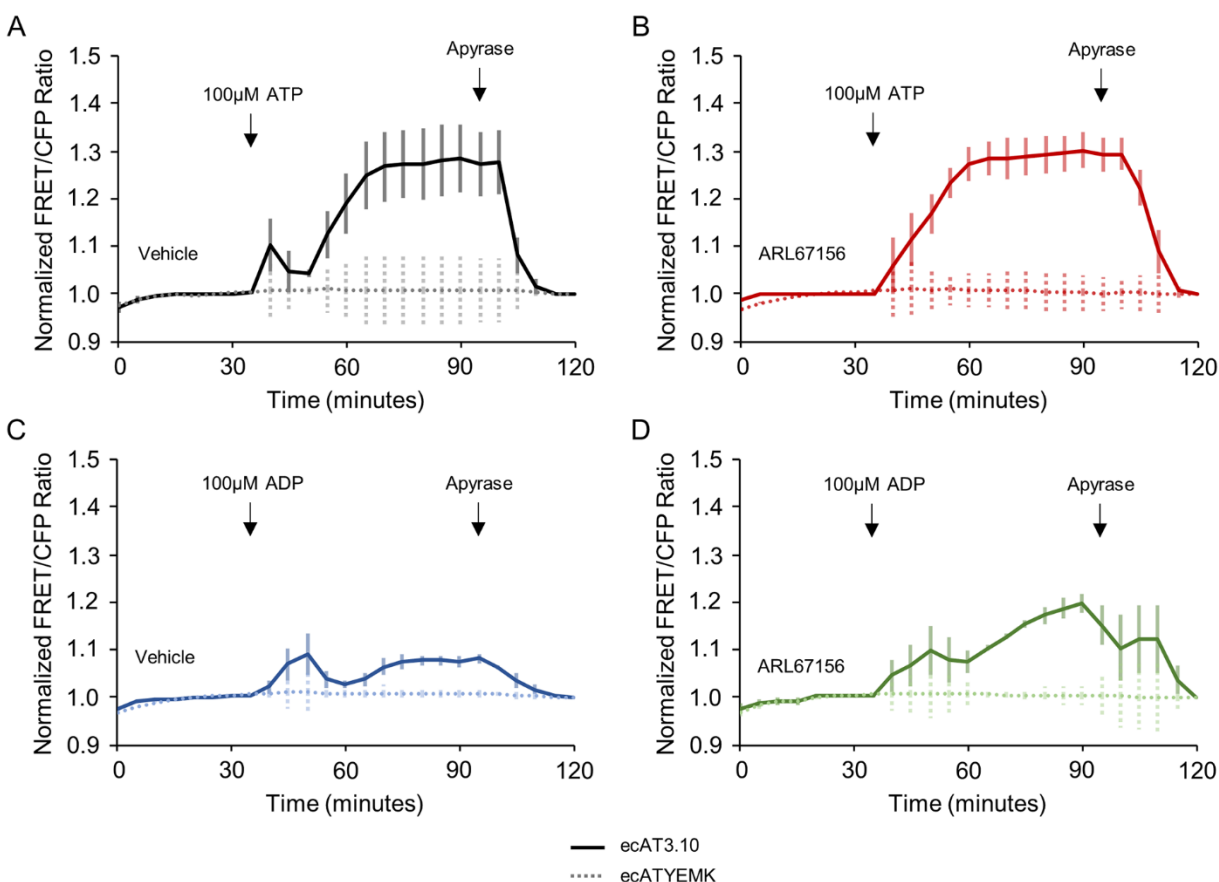 A
Normalized FRET/CFP Ratio
1.5
1.4
1.3
1.2
1.1
1.0
0.9
100µM ATP
Apyrase
Vehicle
0 30 60 90 120
Time (minutes)
B
Normalized FRET/CFP Ratio
1.5
1.4
1.3
1.2
1.1
1.0
0.9
100µM ATP
Apyrase
ARL67156
0 30 60 90 120
Time (minutes)
C
Normalized FRET/CFP Ratio
1.5
1.4
1.3
1.2
1.1
1.0
0.9
100µM ADP
Apyrase
Vehicle
0 30 60 90 120
Time (minutes)
D
Normalized FRET/CFP Ratio
1.5
1.4
1.3
1.2
1.1
1.0
0.9
100µM ADP
Apyrase
ARL67156
0 30 60 90 120
Time (minutes)
ecAT3.10
ecATYEMK